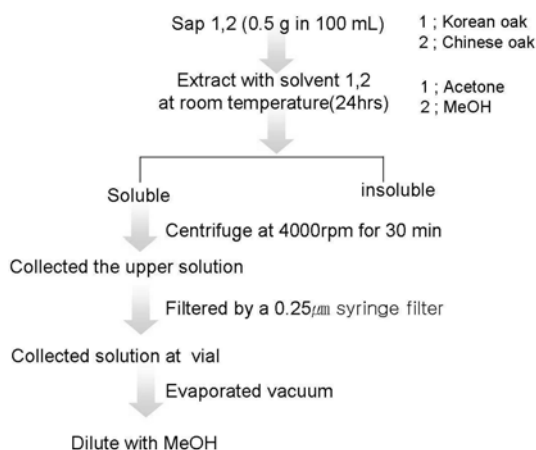 Sap 1,2 (0.5 g in 100 mL)
1 ; Korean oak
2 ; Chinese oak
Extract with solvent 1,2
at room temperature(24hrs)
1 ; Acetone
2 ; MeOH
Soluble
insoluble
Centrifuge at 4000rpm for 30 min
Collected the upper solution
Filtered by a 0.25㎛ syringe filter
Collected solution at vial
Evaporated vacuum
Dilute with MeOH